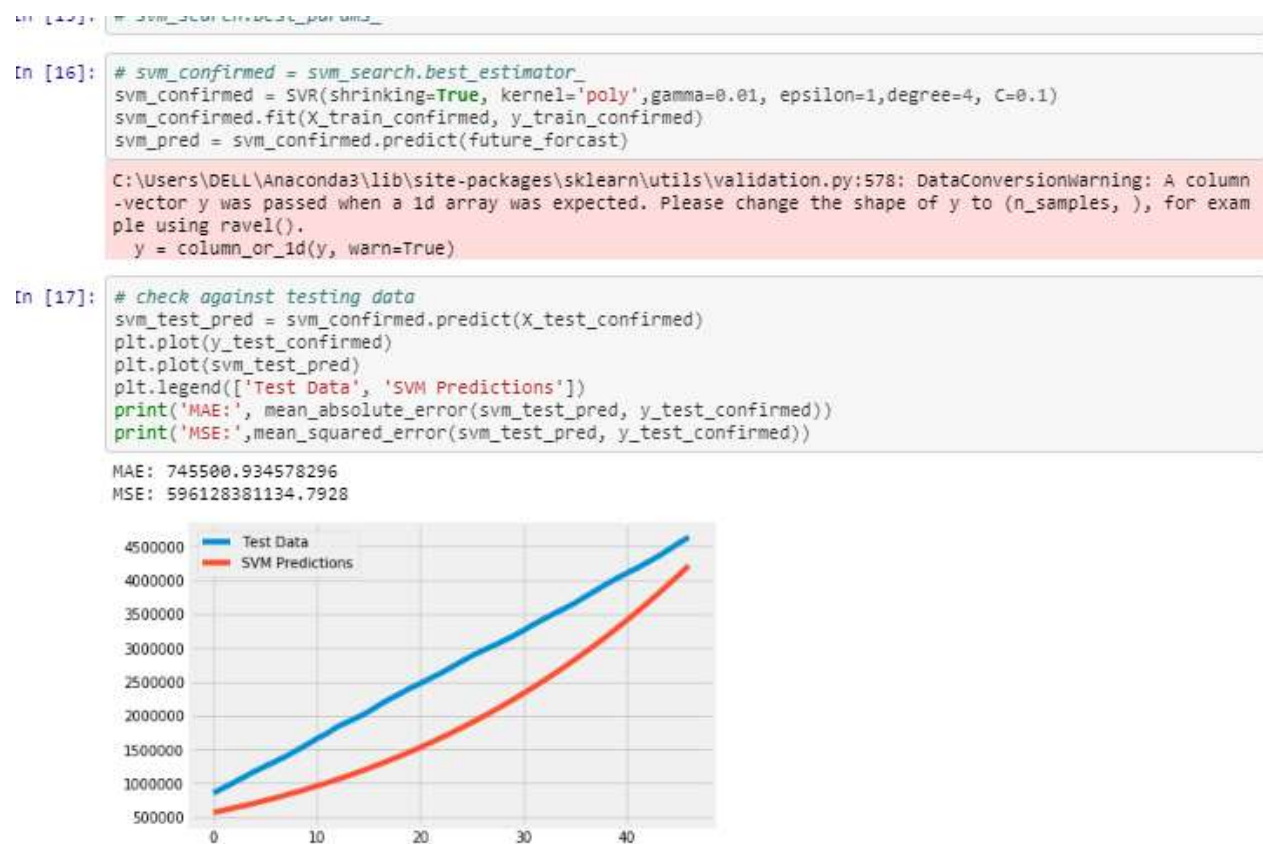 # svm_search.best_params_
In [16]: # svm_confirmed = svm_search.best_estimator_
svm_confirmed = SVR(shrinking=True, kernel='poly',gamma=0.01, epsilon=1,degree=4, C=0.1)
svm_confirmed.fit(X_train_confirmed, y_train_confirmed)
svm_pred = svm_confirmed.predict(future_forcast)
C:\Users\DELL\Anaconda3\lib\site-packages\sklearn\utils\validation.py:578: DataConversionWarning: A column
-vector y was passed when a 1d array was expected. Please change the shape of y to (n_samples, ), for exam
ple using ravel().
y = column_or_1d(y, warn=True)
In [17]: # check against testing data
svm_test_pred = svm_confirmed.predict(X_test_confirmed)
plt.plot(y_test_confirmed)
plt.plot(svm_test_pred)
plt.legend(['Test Data', 'SVM Predictions'])
print('MAE:', mean_absolute_error(svm_test_pred, y_test_confirmed))
print('MSE:',mean_squared_error(svm_test_pred, y_test_confirmed))
MAE: 745500.934578296
MSE: 596128381134.7928
Test Data
SVM Predictions
4500000
4000000
3500000
3000000
2500000
2000000
1500000
1000000
500000
0 10 20 30 40